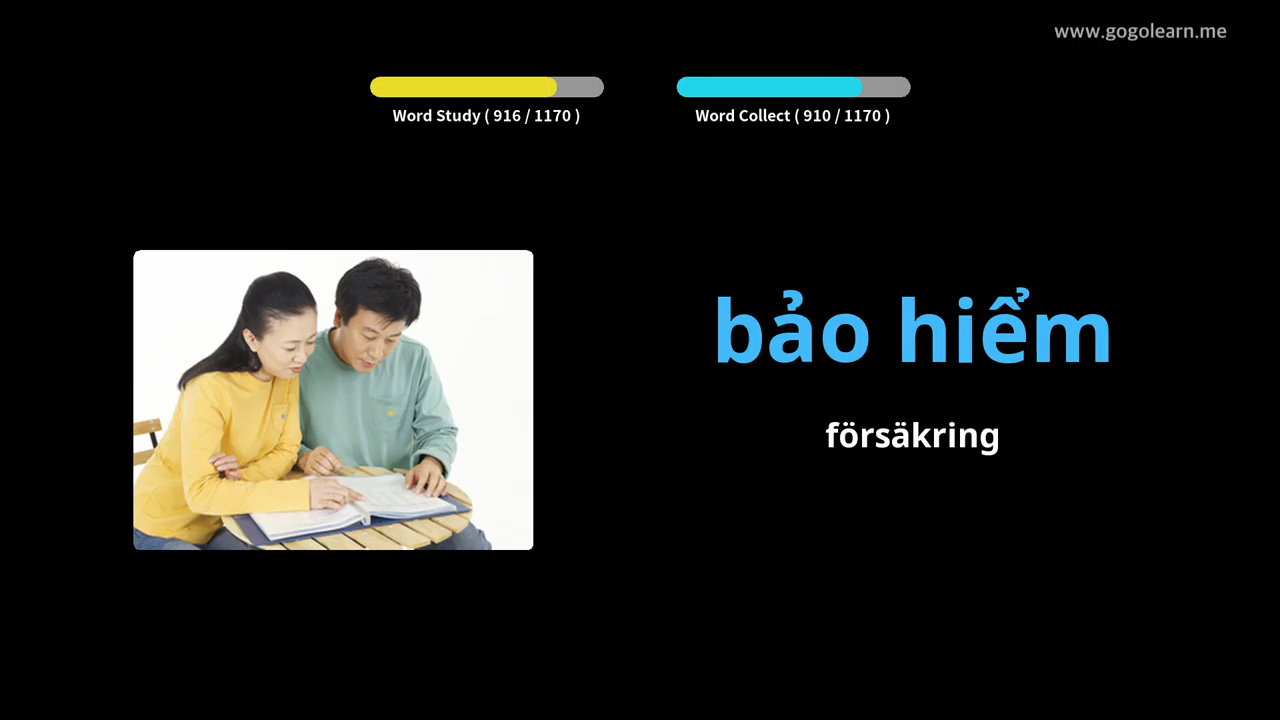 www.gogolearn.me
Word Study ( 916 / 1170 )
Word Collect ( 910 / 1170 )
bảo hiểm
försäkring